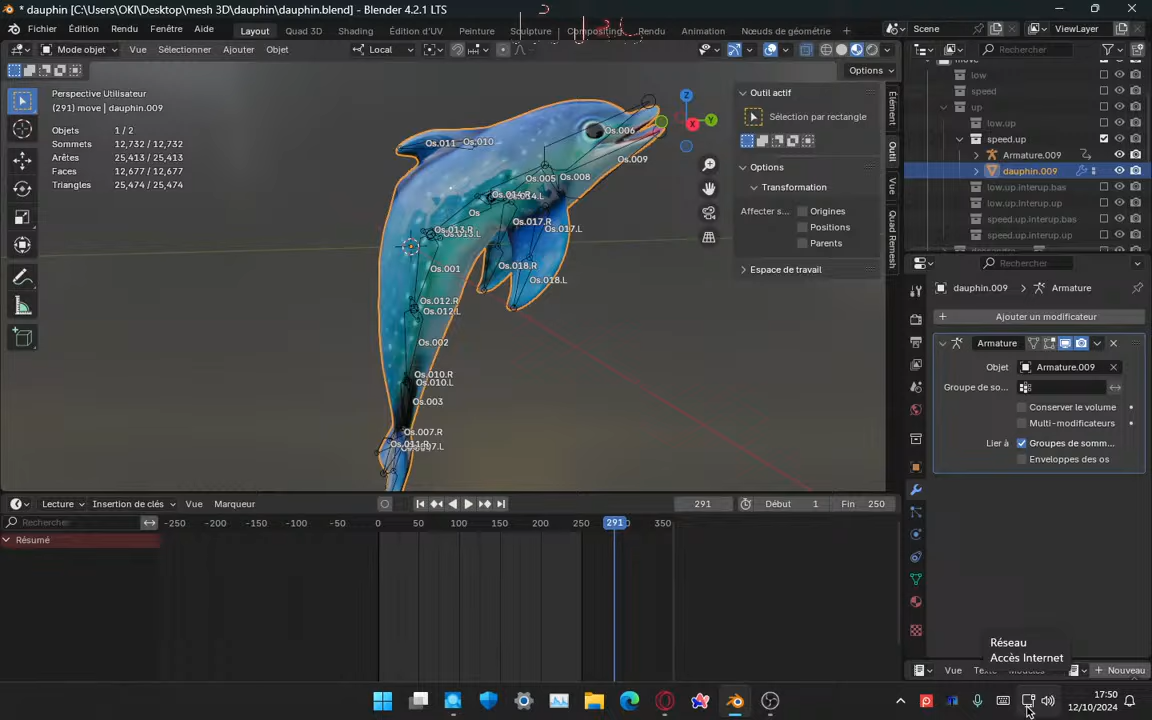 * dauphin [C:\Users\OKI\Desktop\mesh 3D\dauphin\dauphin.blend] - Blender 4.2.1 LTS
Fichier Édition Rendu Fenêtre Aide Layout Quad 3D Shading Édition d'UV Peinture Sculpture Compositing Rendu Animation Nœuds de géométrie Scene ViewLayer
Mode objet Vue Sélectionner Ajouter Objet Local Rechercher
Options
Perspective Utilisateur
(291) move | dauphin.009
Objets 1 / 2
Sommets 12,732 / 12,732
Arêtes 25,413 / 25,413
Faces 12,677 / 12,677
Triangles 25,474 / 25,474
Z
Y
X
Os.006
Os.011
Os.010
Os.009
Os.005
Os.008
Os.014.R
Os.014.L
Os
Os.017.R
Os.017.L
Os.013.R
Os.013.L
Os.018.R
Os.001
Os.018.L
Os.012.R
Os.012.L
Os.002
Os.010.R
Os.010.L
Os.003
Os.007.R
Os.011.R
Outil actif
Sélection par rectangle
Options
Transformation
Affecter s... Origines
Positions
Parents
Espace de travail
Élément
Outil
Vue
Quad Remesh
move
low
speed
up
low.up
speed.up
Armature.009
dauphin.009
low.up.interup.bas
low.up.Interup.up
speed.up.interup.bas
speed.up.interup.up
Rechercher
dauphin.009 Armature
Ajouter un modificateur
Armature
Objet Armature.009
Groupe de so...
Conserver le volume
Multi-modificateurs
Lier à Groupes de somm...
Enveloppes des os
Lecture Insertion de clés Vue Marqueur 291 Début 1 Fin 250
Rechercher -250 -200 -150 -100 -50 0 50 100 150 200 250 291 350
Résumé
Réseau
Accès Internet
Vue Nouveau
17:50
12/10/2024